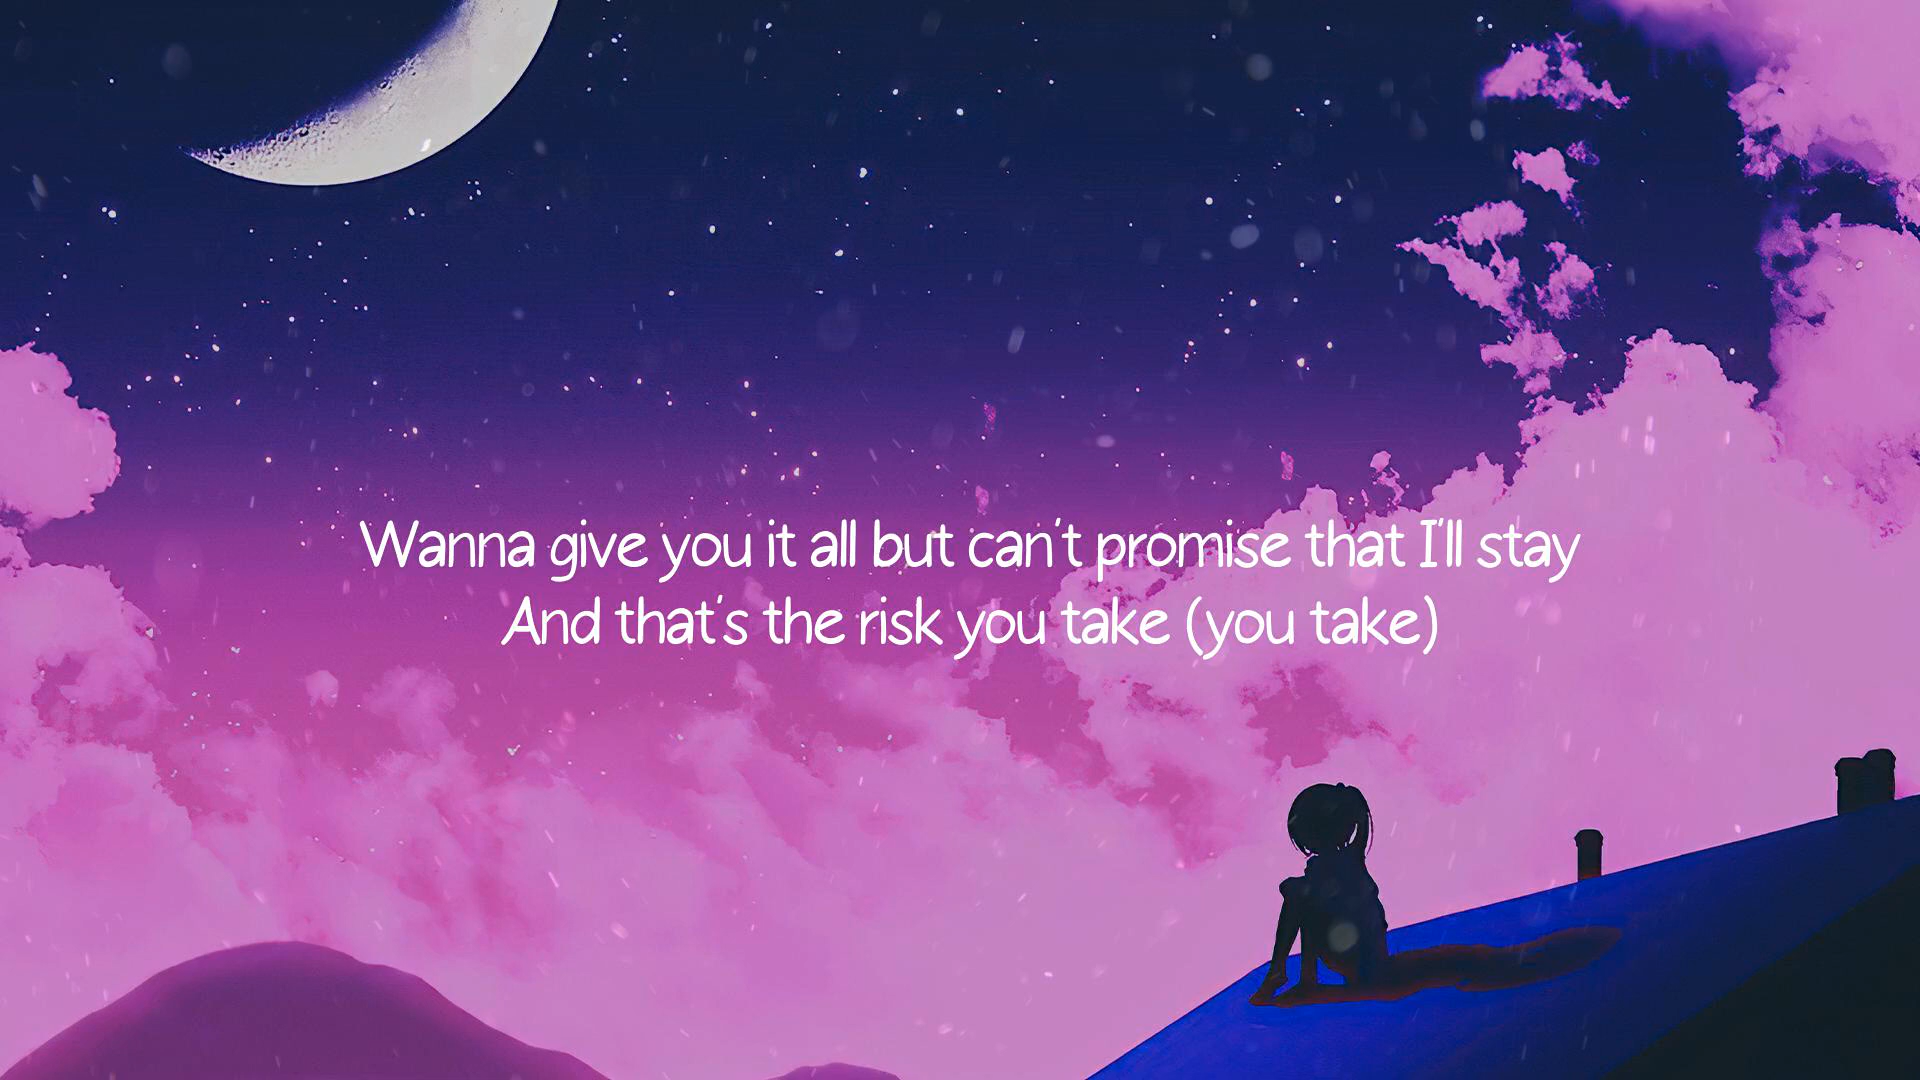 Wanna give you it all but can't promise that I'll stay
And that's the risk you take (you take)